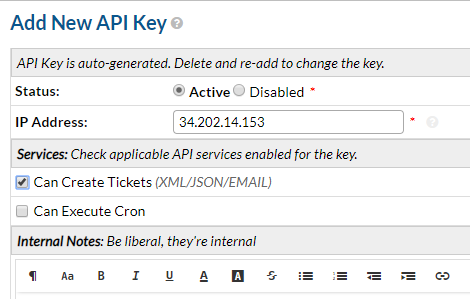 Add New API Key
API Key is auto-generated. Delete and re-add to change the key.
Status: Active Disabled *
IP Address: 34.202.14.153 *
Services: Check applicable API services enabled for the key.
Can Create Tickets (XML/JSON/EMAIL)
Can Execute Cron
Internal Notes: Be liberal, they're internal
¶ Aa B I U A A S